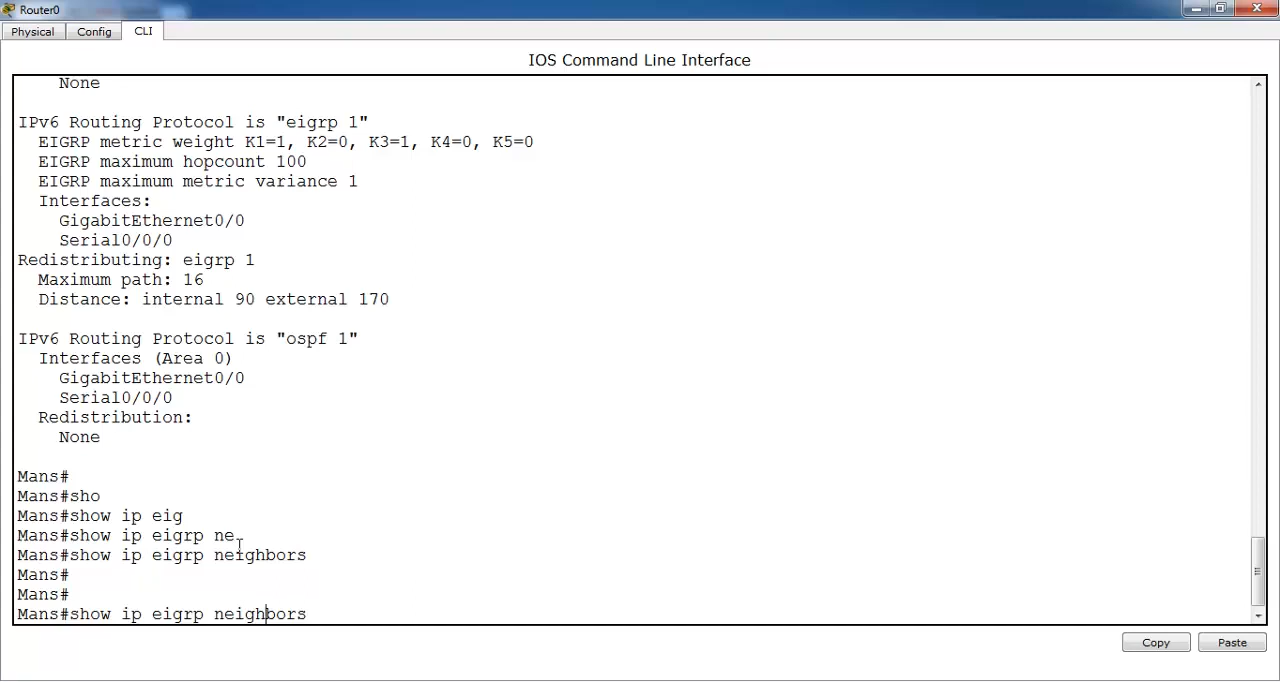 Router0
Physical Config CLI
IOS Command Line Interface
None
IPv6 Routing Protocol is "eigrp 1"
EIGRP metric weight K1=1, K2=0, K3=1, K4=0, K5=0
EIGRP maximum hopcount 100
EIGRP maximum metric variance 1
Interfaces:
GigabitEthernet0/0
Serial0/0/0
Redistributing: eigrp 1
Maximum path: 16
Distance: internal 90 external 170
IPv6 Routing Protocol is "ospf 1"
Interfaces (Area 0)
GigabitEthernet0/0
Serial0/0/0
Redistribution:
None
Mans#
Mans#sho
Mans#show ip eig
Mans#show ip eigrp ne
Mans#show ip eigrp neighbors
Mans#
Mans#
Mans#show ip eigrp neighbors
Copy Paste